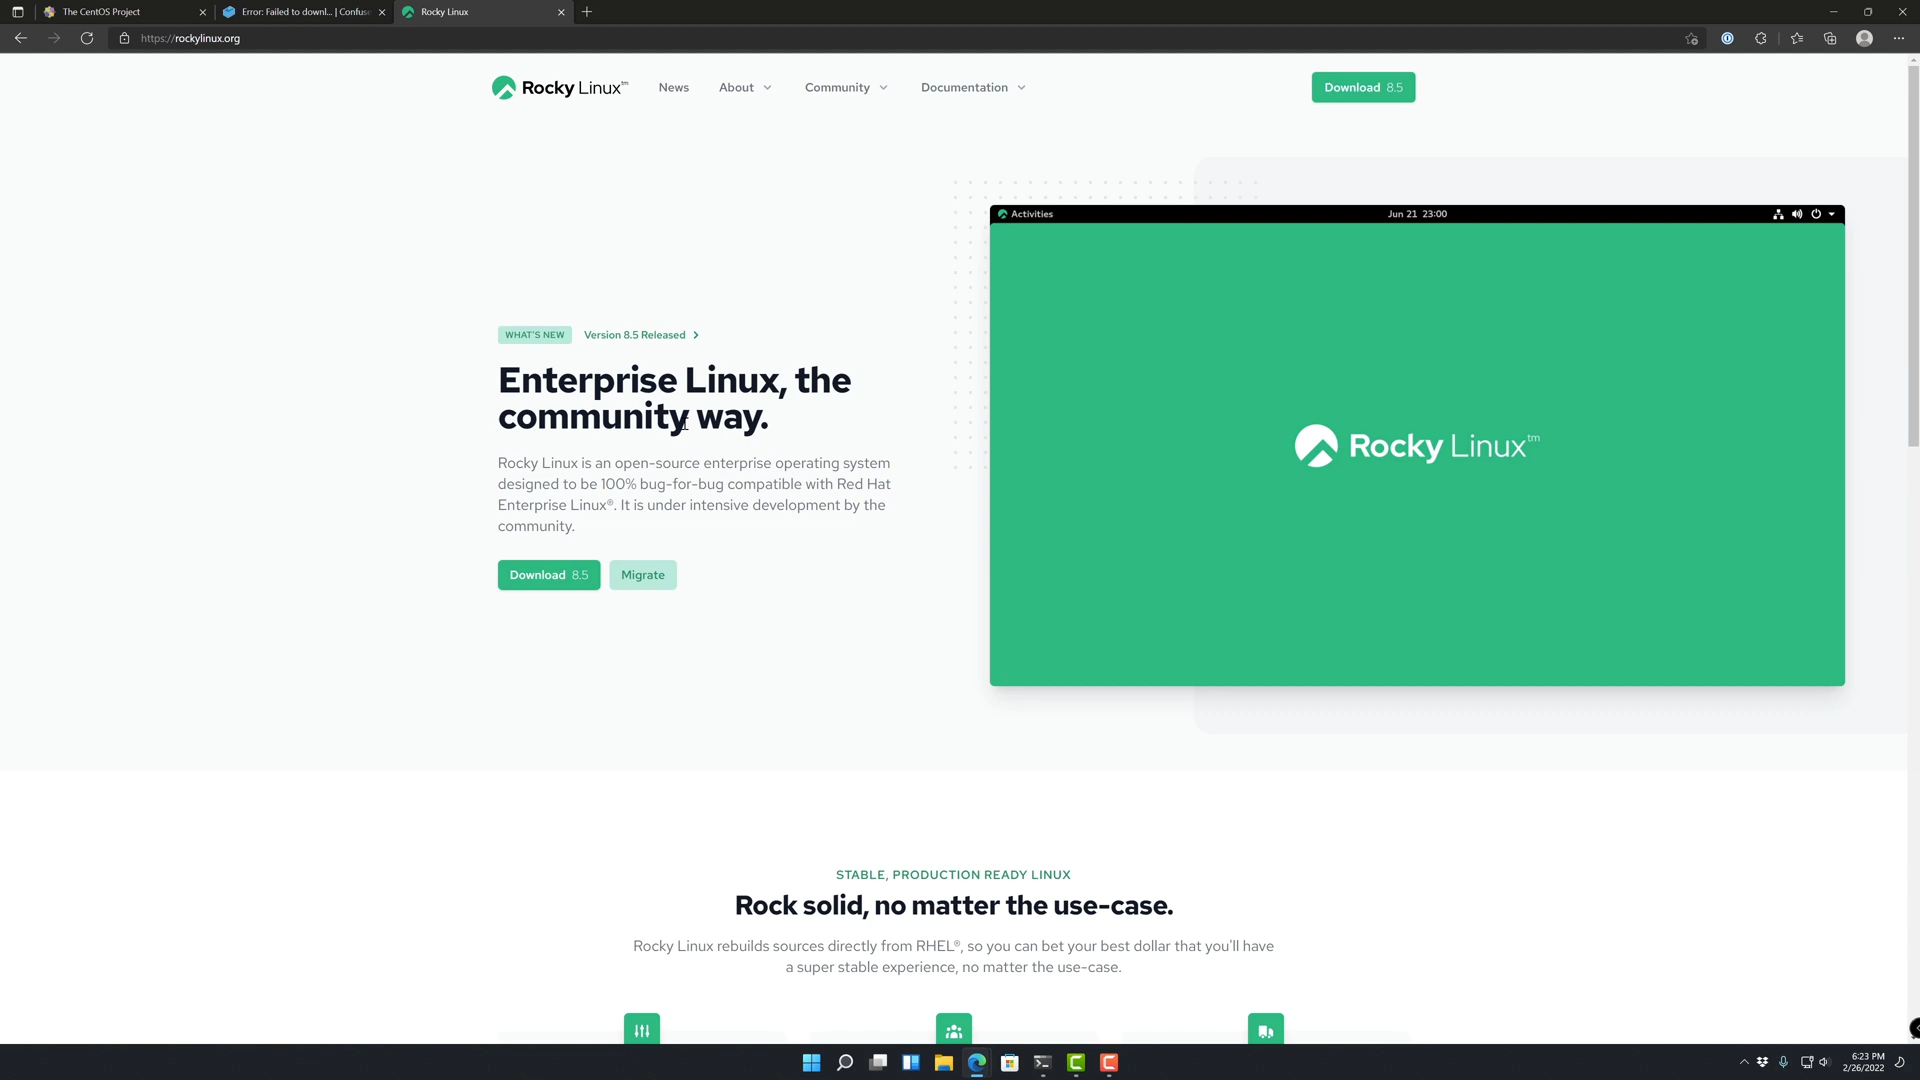 The CentOS Project
Error: Failed to downl... | Confuse
Rocky Linux
https://rockylinux.org
Rocky Linux™
News
About
Community
Documentation
Download 8.5
Activities
Jun 21 23:00
WHAT'S NEW
Version 8.5 Released
Enterprise Linux, the
community way.
Rocky Linux™
Rocky Linux is an open-source enterprise operating system
designed to be 100% bug-for-bug compatible with Red Hat
Enterprise Linux®. It is under intensive development by the
community.
Download 8.5
Migrate
STABLE, PRODUCTION READY LINUX
Rock solid, no matter the use-case.
Rocky Linux rebuilds sources directly from RHEL®, so you can bet your best dollar that you'll have
a super stable experience, no matter the use-case.
6:23 PM
2/26/2022